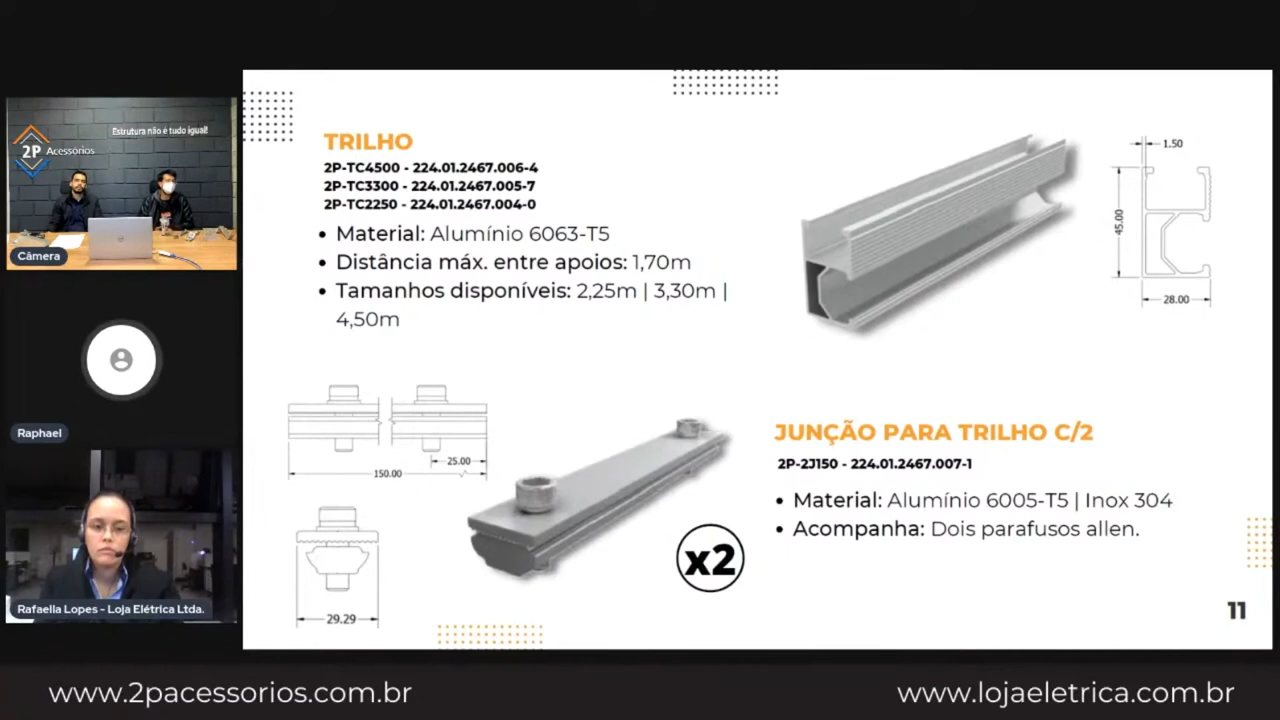 Estrutura não é tudo igual!
2P Acessórios
Câmera
Raphael
Rafaella Lopes - Loja Elétrica Ltda.
TRILHO
2P-TC4500 - 224.01.2467.006-4
2P-TC3300 - 224.01.2467.005-7
2P-TC2250 - 224.01.2467.004-0
• Material: Alumínio 6063-T5
• Distância máx. entre apoios: 1,70m
• Tamanhos disponíveis: 2,25m | 3,30m |
4,50m
1.50
45.00
28.00
25.00
150.00
29.29
x2
JUNÇÃO PARA TRILHO C/2
2P-2J150 - 224.01.2467.007-1
• Material: Alumínio 6005-T5 | Inox 304
• Acompanha: Dois parafusos allen.
11
www.2pacessorios.com.br
www.lojaeletrica.com.br